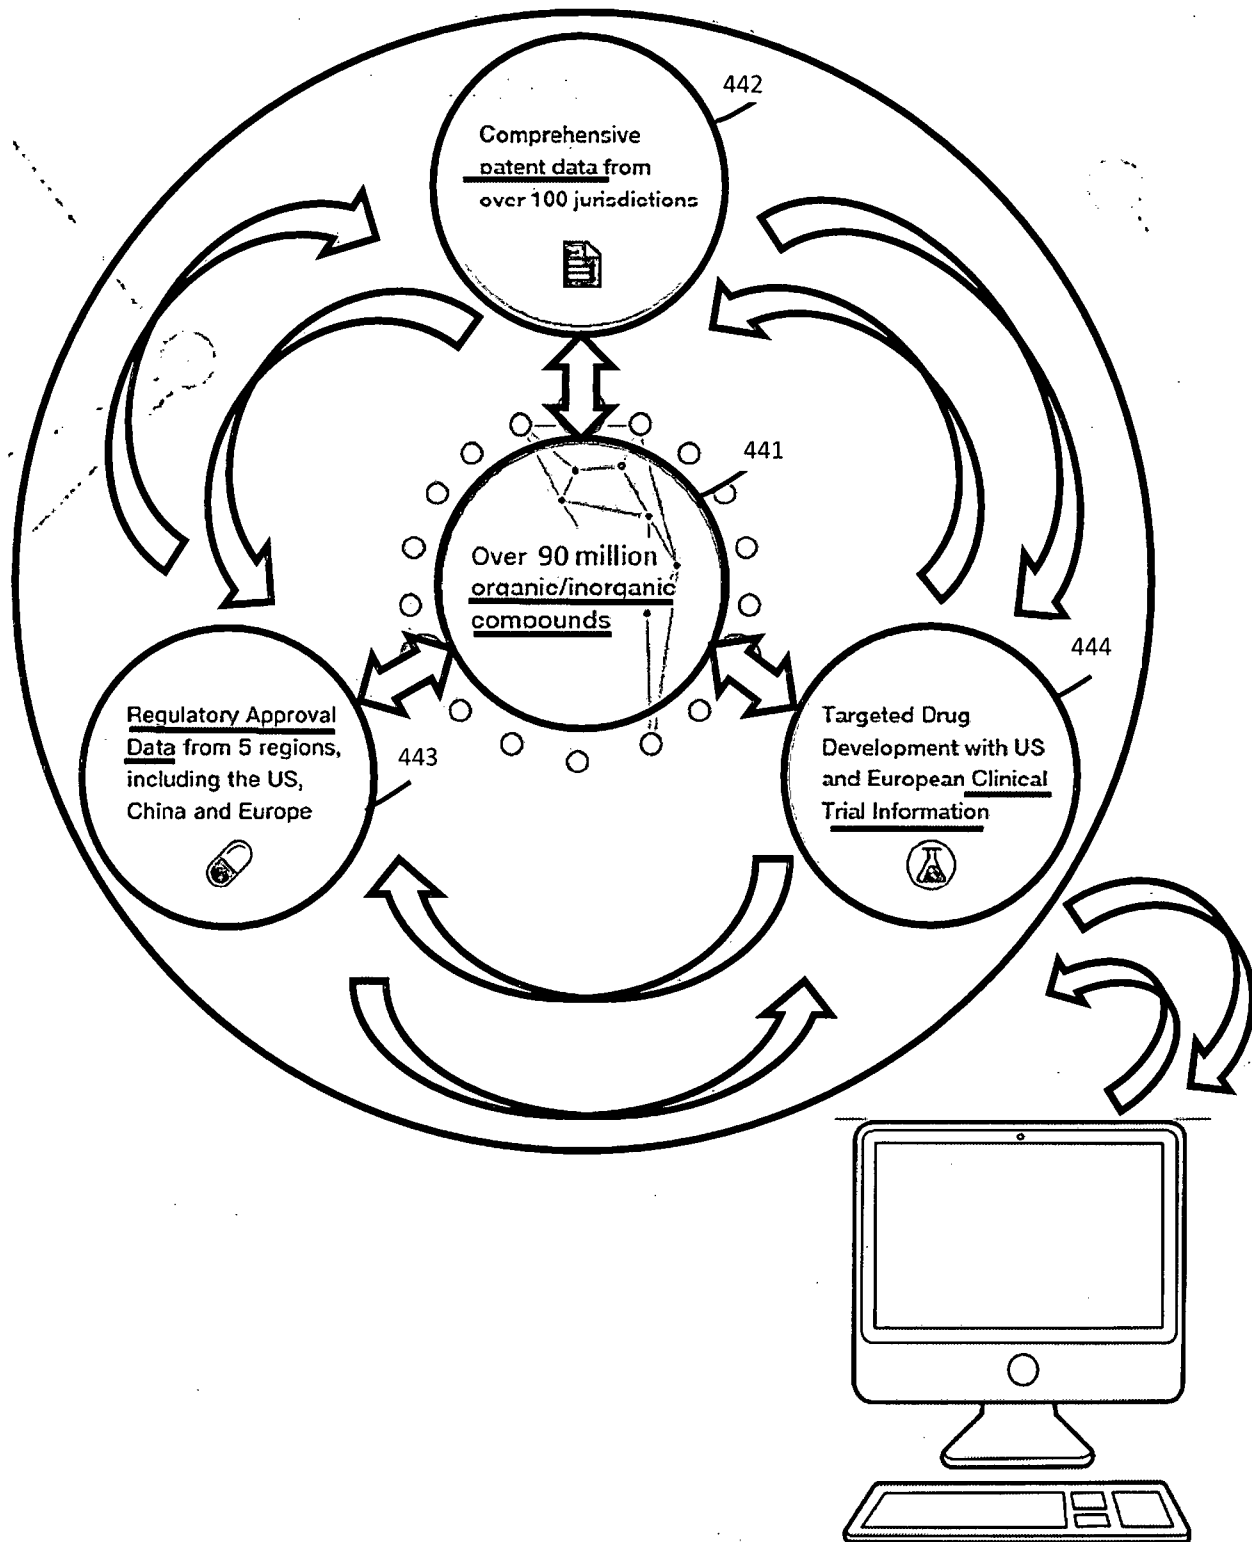 442
Comprehensive
patent data from
over 100 jurisdictions
441
Over 90 million
organic/inorganic
compounds
444
Regulatory Approval
Data from 5 regions,
including the US,
China and Europe
443
Targeted Drug
Development with US
and European Clinical
Trial Information